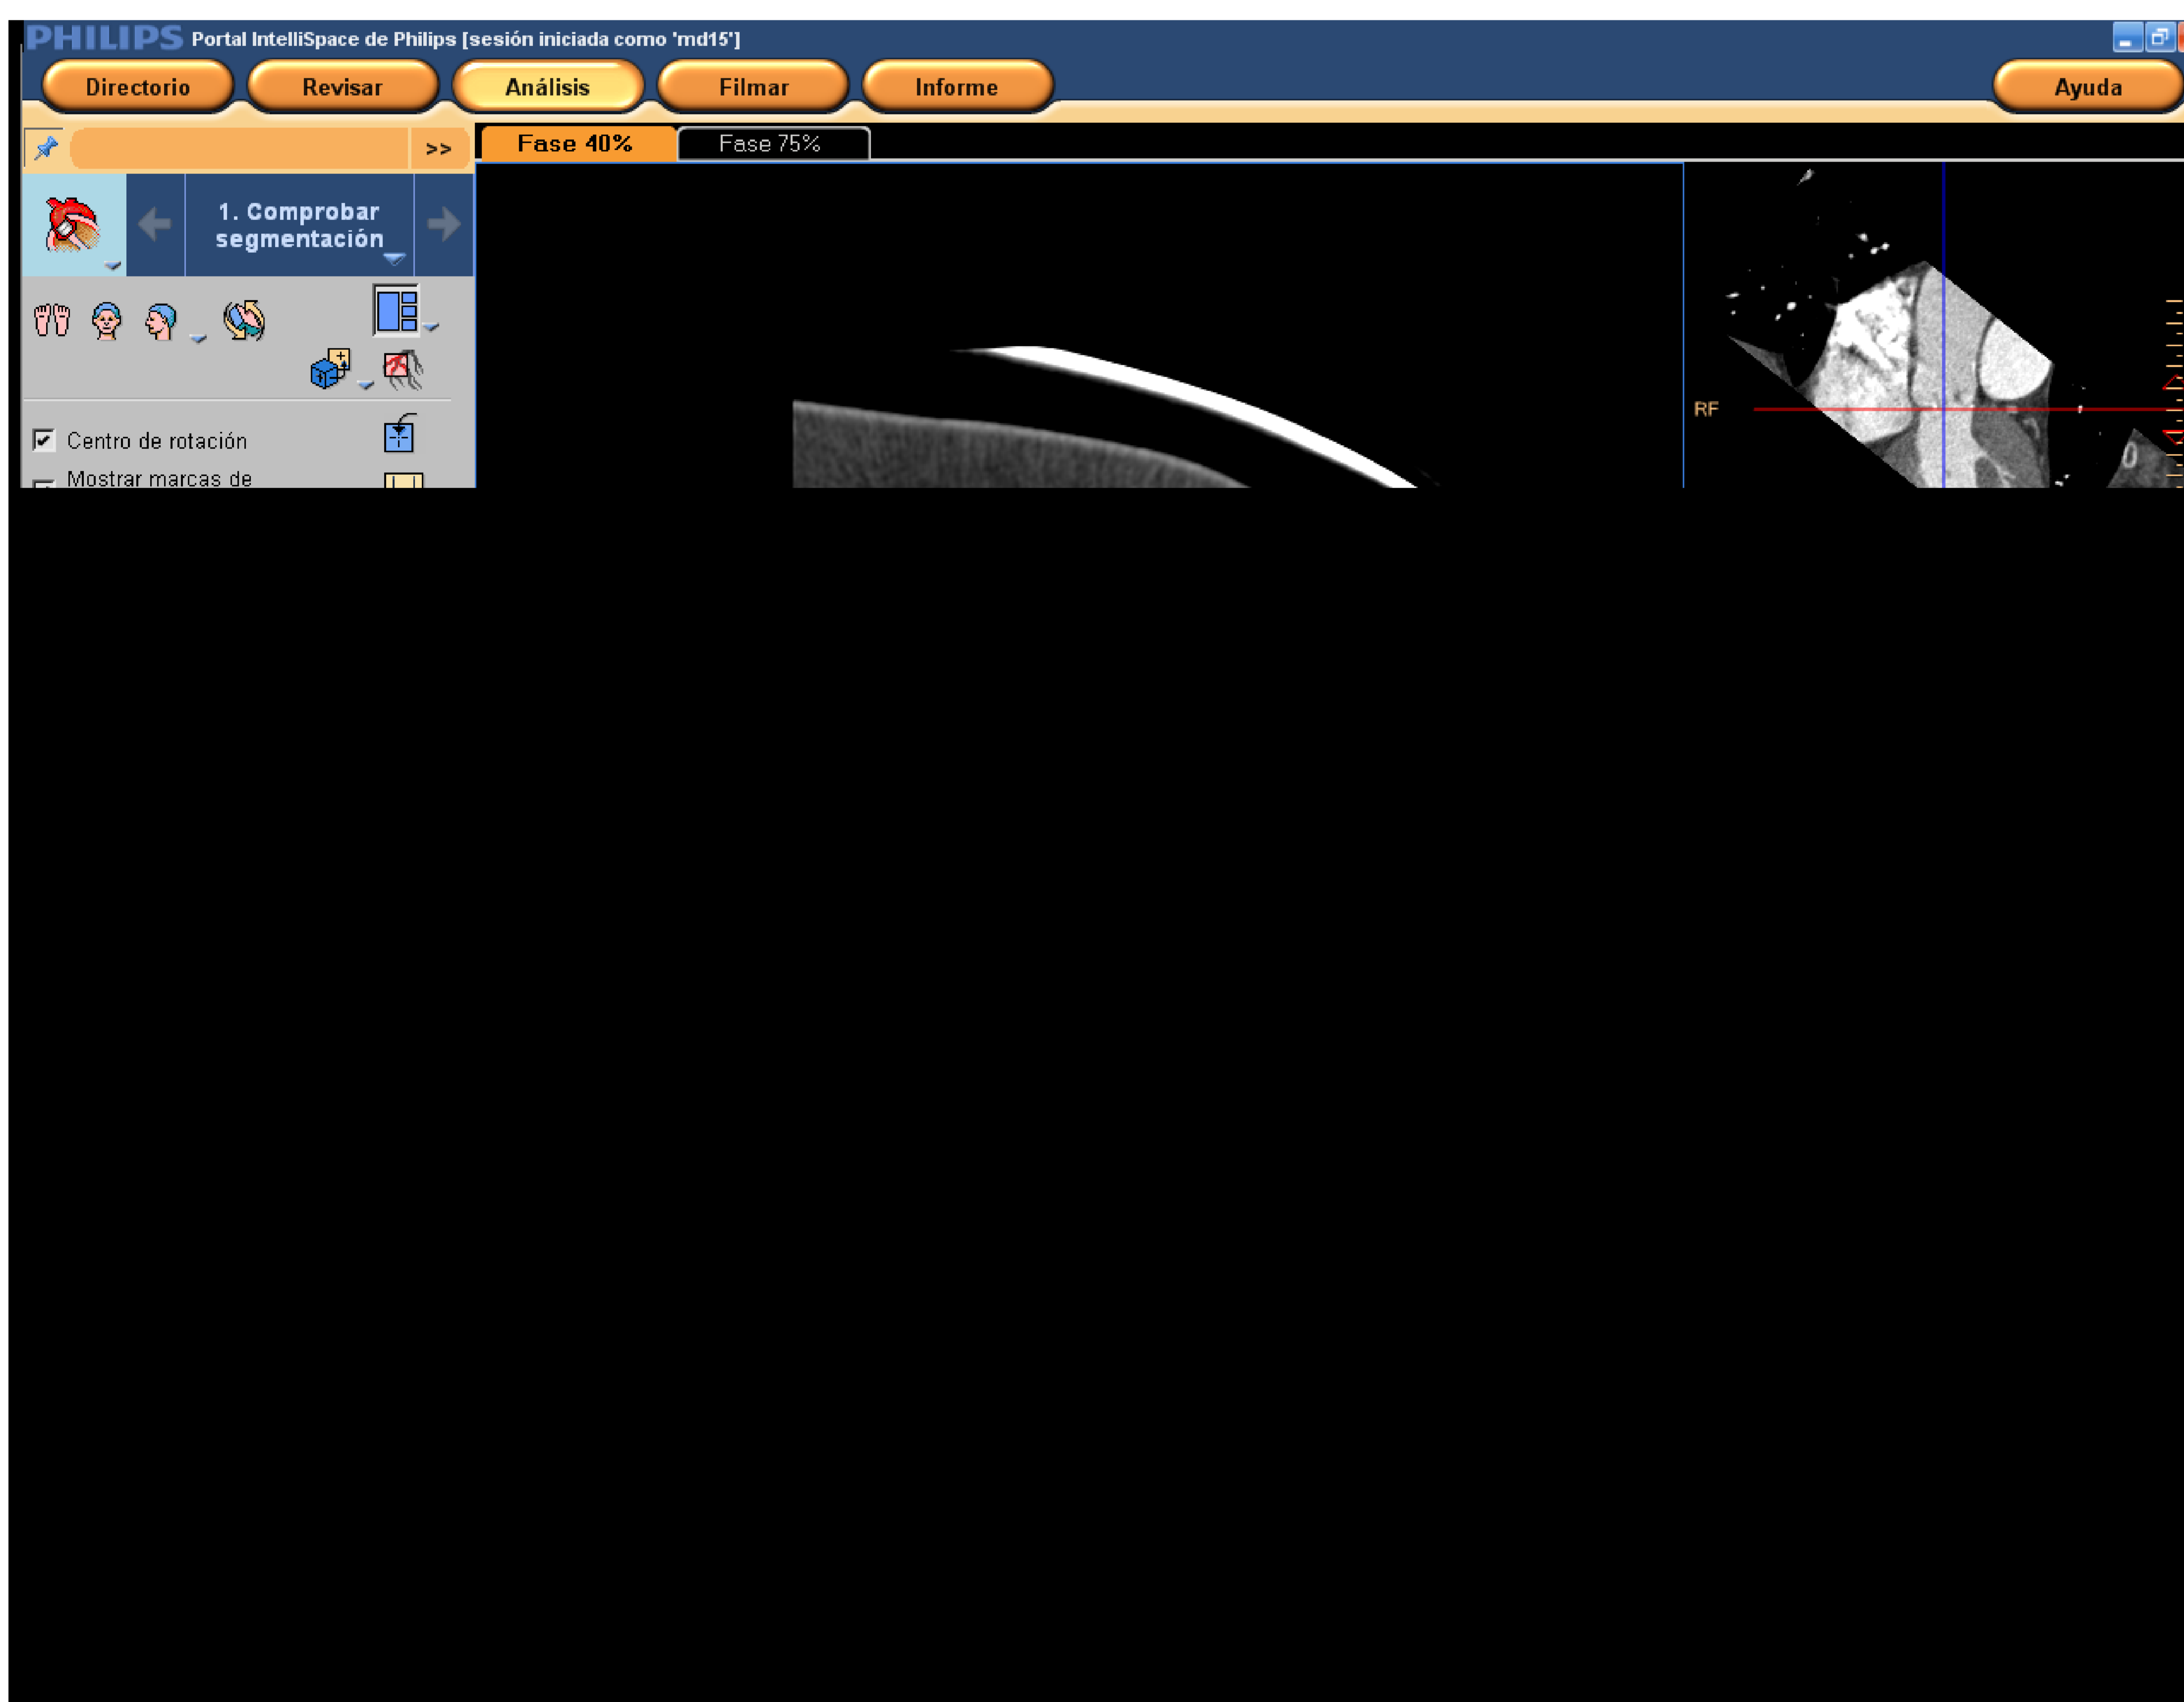 PHILIPS Portal IntelliSpace de Philips [sesión iniciada como 'md15']
Directorio Revisar Análisis Filmar Informe Ayuda
>> Fase 40% Fase 75%
1. Comprobar
segmentación
RF
Centro de rotación
Mostrar marcas de